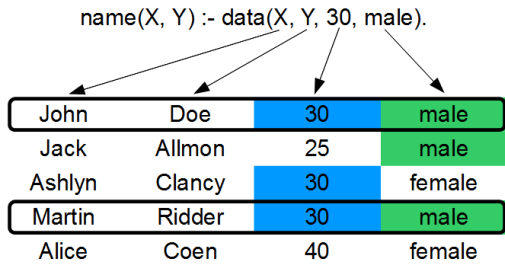 name(X, Y) :- data(X, Y, 30, male).
John Doe 30 male
Jack Allmon 25 male
Ashlyn Clancy 30 female
Martin Ridder 30 male
Alice Coen 40 female